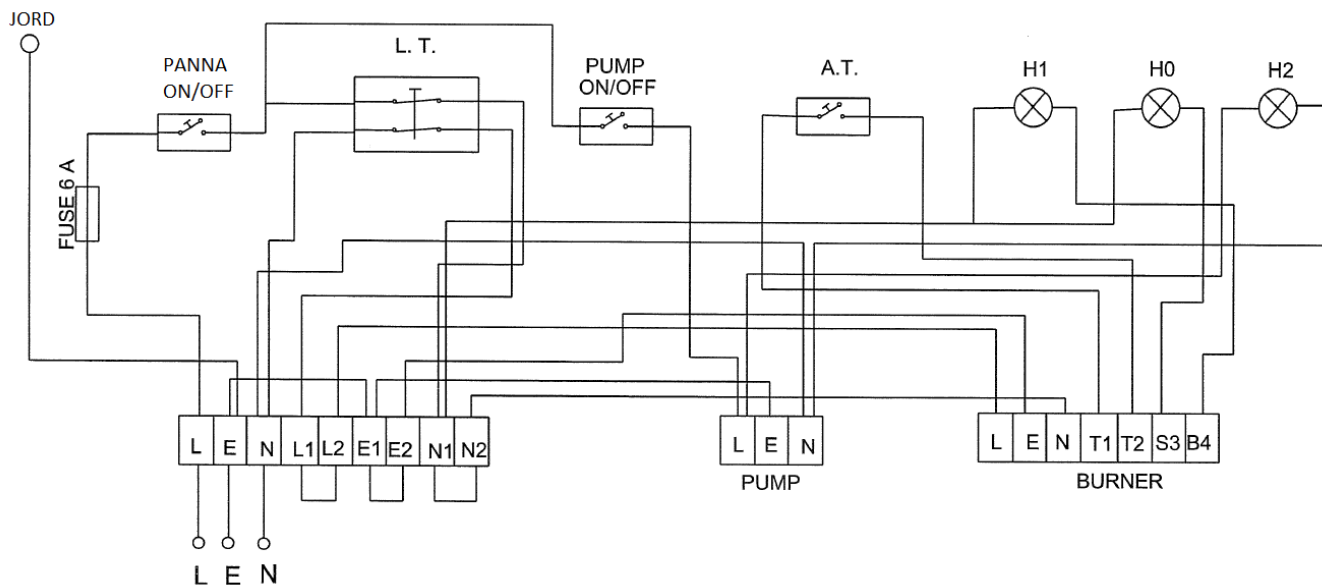 JORD
PANNA
ON/OFF
L. T.
PUMP
ON/OFF
A.T.
H1
H0
H2
FUSE 6 A
L E N L1 L2 E1 E2 N1 N2
L E N
PUMP
L E N T1 T2 S3 B4
BURNER
L E N